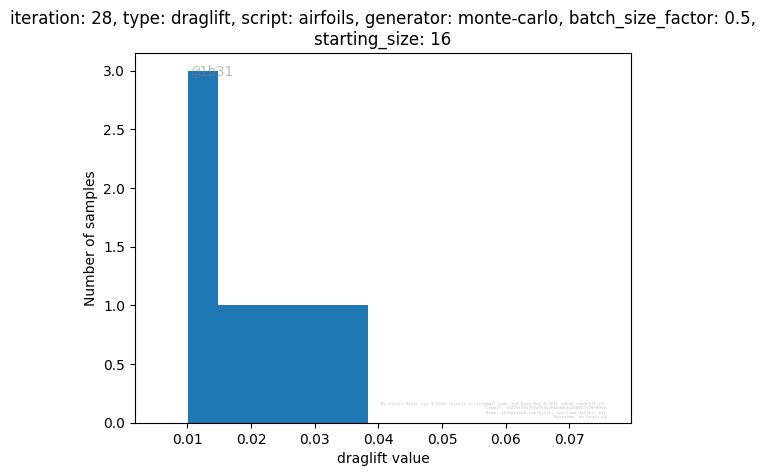 iteration: 28, type: draglift, script: airfoils, generator: monte-carlo, batch_size_factor: 0.5,
starting_size: 16
@1h31
3.0
2.5
2.0
1.5
1.0
0.5
0.0
Number of samples
0.01 0.02 0.03 0.04 0.05 0.06 0.07
draglift value